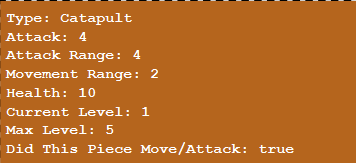 Type: Catapult
Attack: 4
Attack Range: 4
Movement Range: 2
Health: 10
Current Level: 1
Max Level: 5
Did This Piece Move/Attack: true